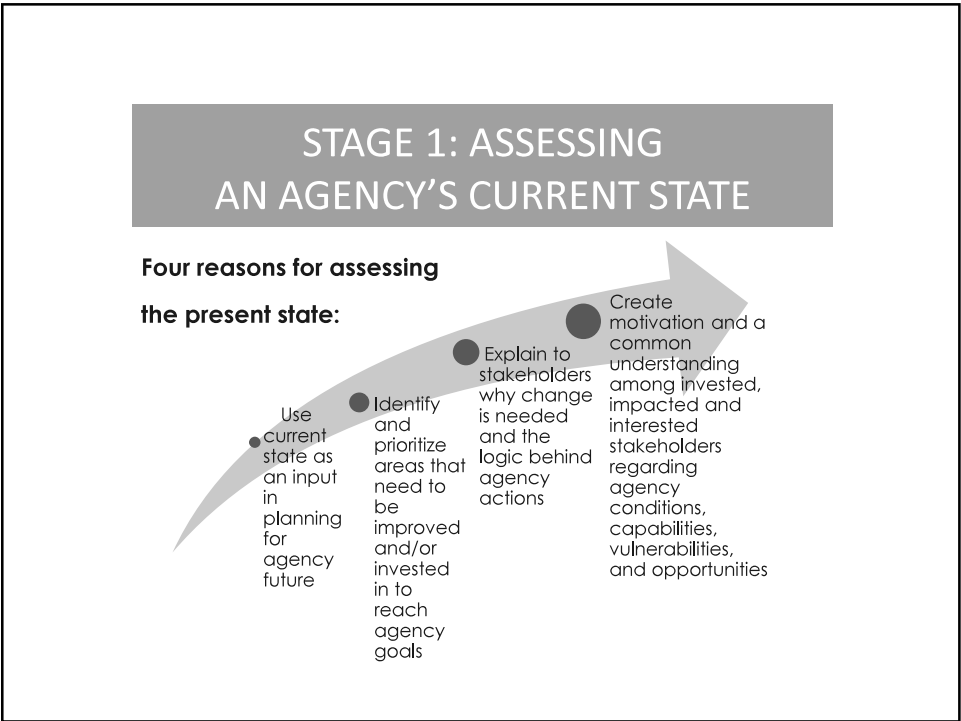 STAGE 1: ASSESSING
AN AGENCY’S CURRENT STATE
Four reasons for assessing
the present state:
Use
current
state as
an input
in
planning
for
agency
future
Identify
and
prioritize
areas that
need to
be
improved
and/or
invested
in to
reach
agency
goals
Explain to
stakeholders
why change
is needed
and the
logic behind
agency
actions
Create
motivation and a
common
understanding
among invested,
impacted and
interested
stakeholders
regarding
agency
conditions,
capabilities,
vulnerabilities,
and opportunities